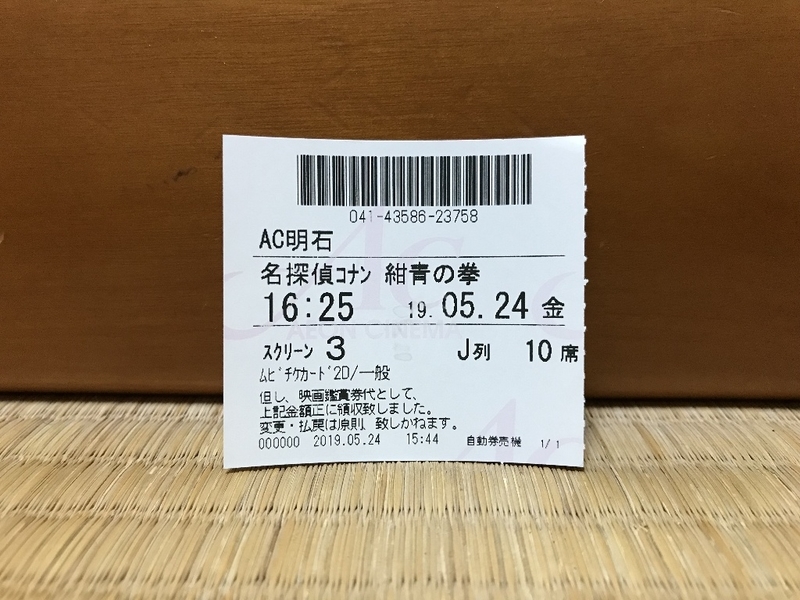 041-43586-23758
AC明石
名探偵コナン 紺青の拳
16:25 19.05.24 金
AEON CINEMA
スクリーン 3 J列 10席
ムビチケカード2D/一般
但し、映画鑑賞券代として、
上記金額正に領収致しました。
変更・払戻は原則、致しかねます。
000000 2019.05.24 15:44 自動券売機 1/1